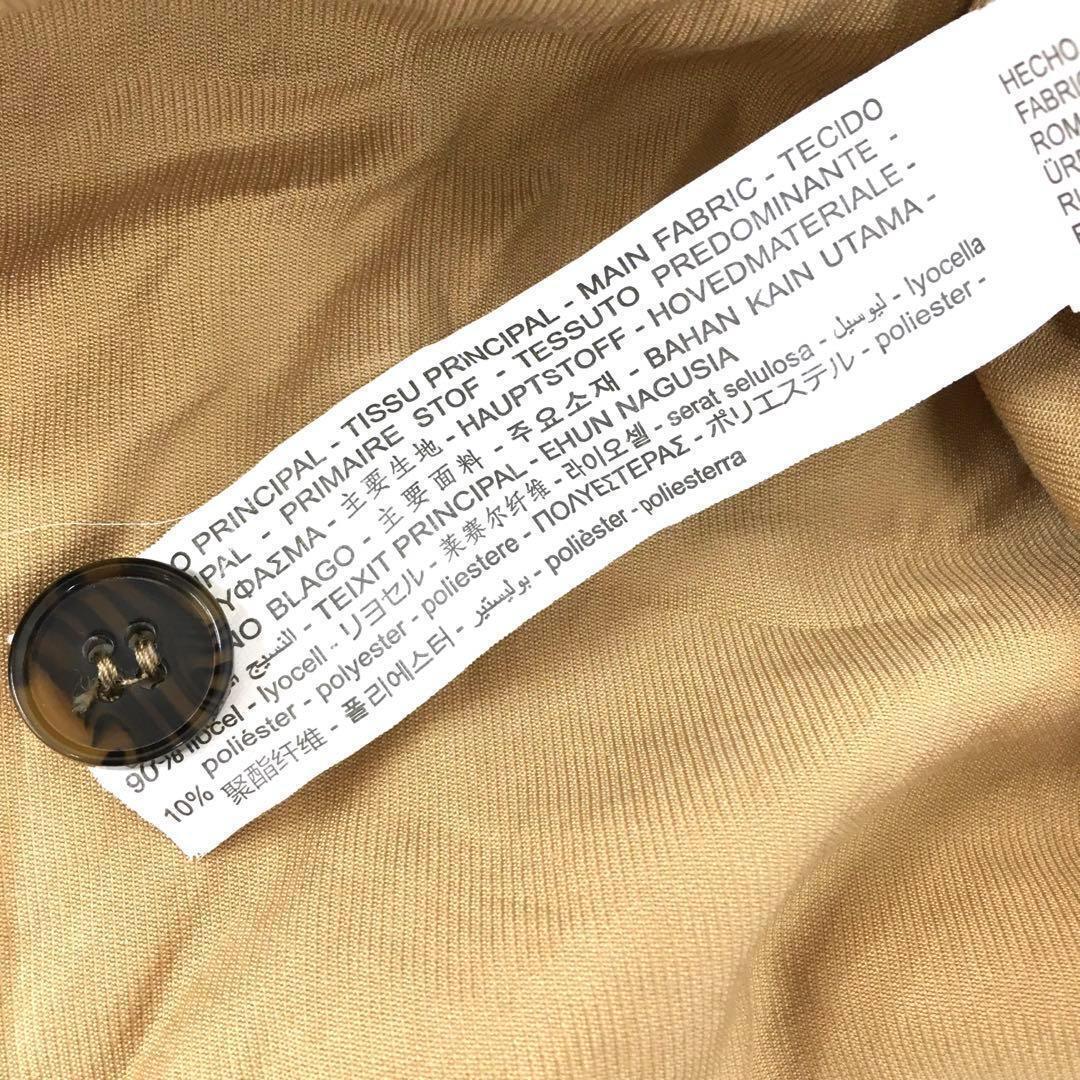 O PRINCIPAL - TISSU PRINCIPAL - MAIN FABRIC - TECIDO
PRIMAIRE STOF - TESSUTO PREDOMINANTE -
ΥΦΑΣΜΑ - 主要生地 - HAUPTSTOFF - HOVEDMATERIALE -
BLAGO - 主要面料 - 주요소재 - BAHAN KAIN UTAMA -
النسيج - TEIXIT PRINCIPAL - EHUN NAGUSIA
90% liocel - lyocell - リヨセル - 莱赛尔纤维 - 라이오셀 - serat selulosa - ليوسيل - lyocella
10% poliéster - polyester - poliestere - ΠΟΛΥΕΣΤΕΡΑΣ - ポリエステル - poliester -
聚酯纤维 - 폴리에스터 - بوليستير - polièster - poliesterra
HECHO
FABRI
ROM
ÜR